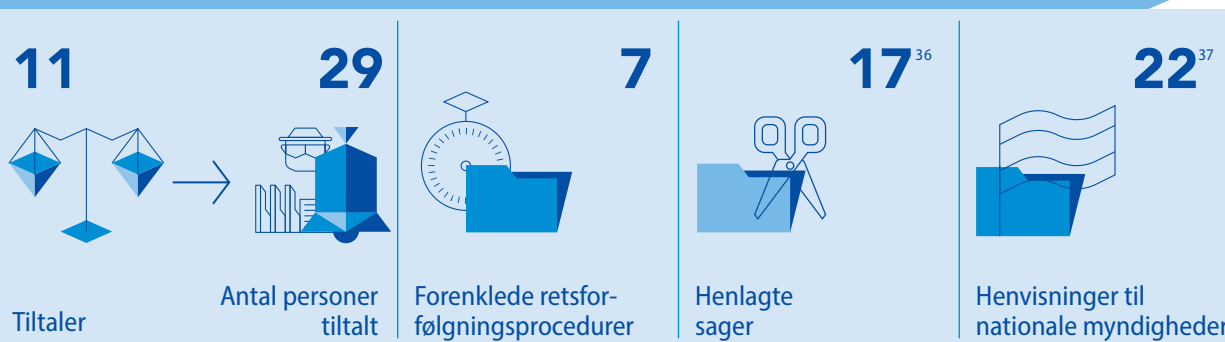 11
Tiltaler
29
Antal personer
tiltalt
7
Forenklede retsfor-
følgningsprocedurer
17 36
Henlagte
sager
22 37
Henvisninger til
nationale myndigheder